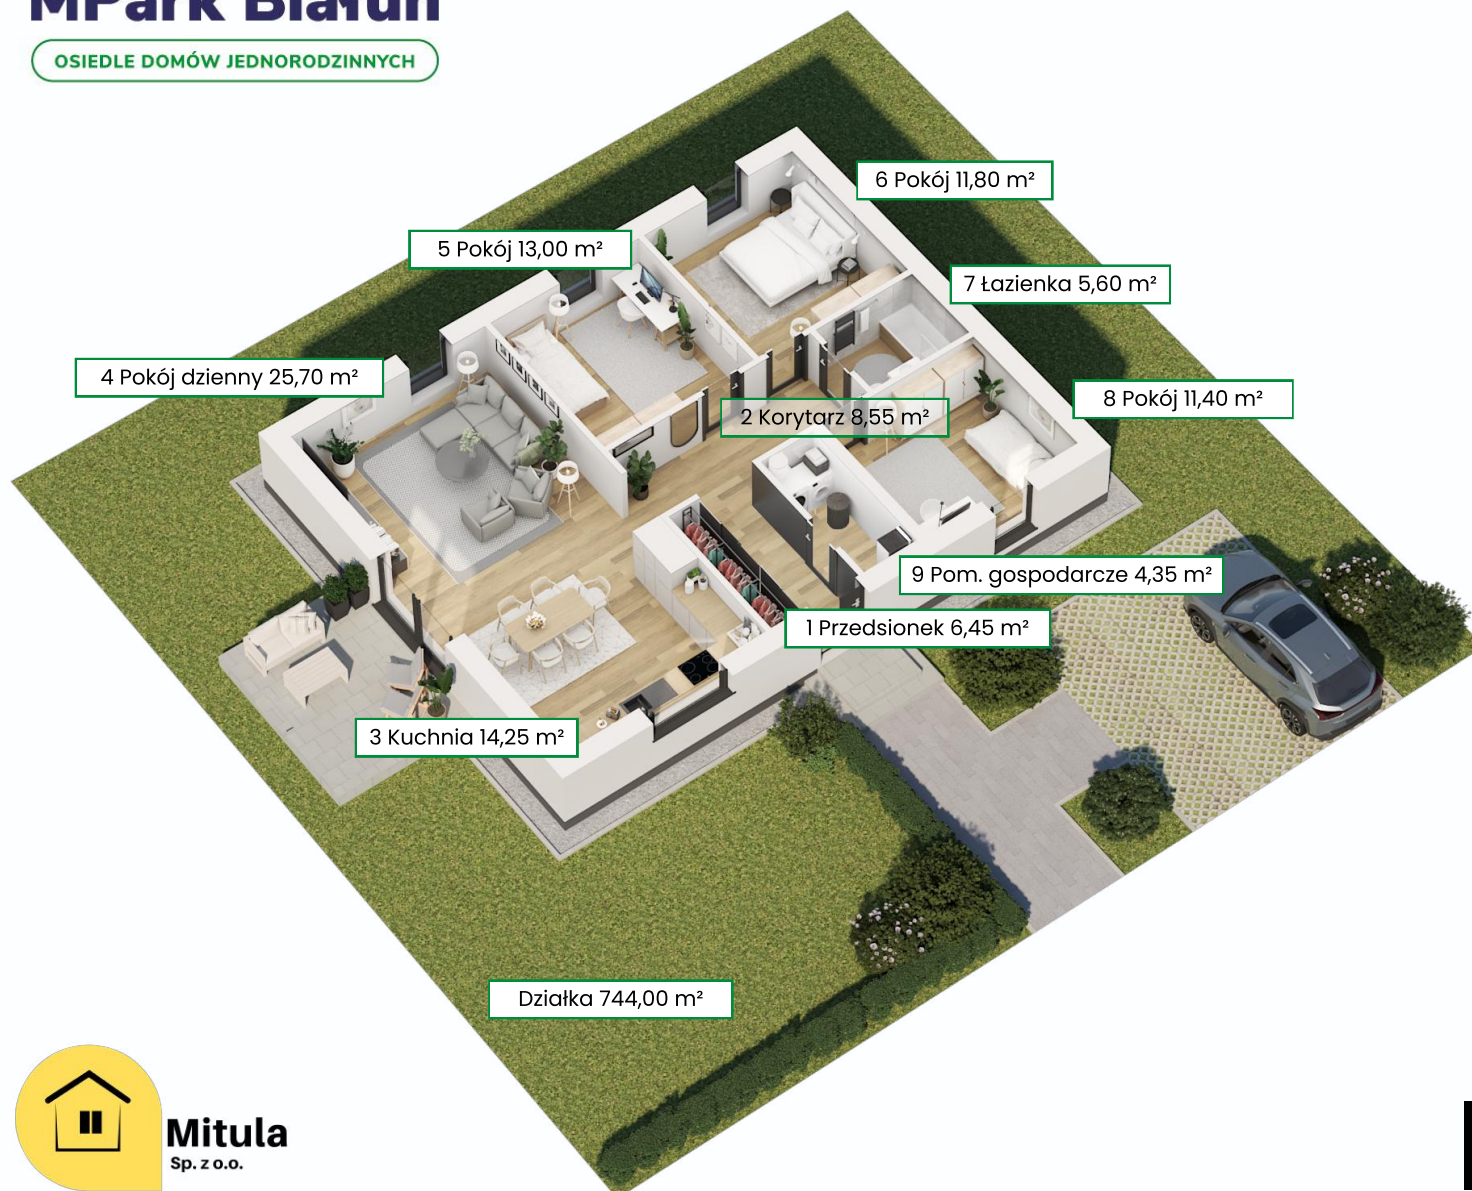 MPark Białuń
OSIEDLE DOMÓW JEDNORODZINNYCH
6 Pokój 11,80 m²
5 Pokój 13,00 m²
7 Łazienka 5,60 m²
4 Pokój dzienny 25,70 m²
8 Pokój 11,40 m²
2 Korytarz 8,55 m²
9 Pom. gospodarcze 4,35 m²
1 Przedsionek 6,45 m²
3 Kuchnia 14,25 m²
Działka 744,00 m²
Mitula
Sp. z o.o.